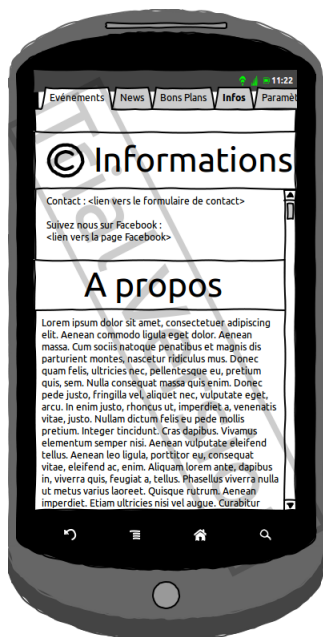 11:22
Evénements News Bons Plans Infos Paramèt
© Informations
Contact : <lien vers le formulaire de contact>
Suivez nous sur Facebook :
<lien vers la page Facebook>
A propos
Lorem ipsum dolor sit amet, consectetuer adipiscing
elit. Aenean commodo ligula eget dolor. Aenean
massa. Cum sociis natoque penatibus et magnis dis
parturient montes, nascetur ridiculus mus. Donec
quam felis, ultricies nec, pellentesque eu, pretium
quis, sem. Nulla consequat massa quis enim. Donec
pede justo, fringilla vel, aliquet nec, vulputate eget,
arcu. In enim justo, rhoncus ut, imperdiet a, venenatis
vitae, justo. Nullam dictum felis eu pede mollis
pretium. Integer tincidunt. Cras dapibus. Vivamus
elementum semper nisi. Aenean vulputate eleifend
tellus. Aenean leo ligula, porttitor eu, consequat
vitae, eleifend ac, enim. Aliquam lorem ante, dapibus
in, viverra quis, feugiat a, tellus. Phasellus viverra nulla
ut metus varius laoreet. Quisque rutrum. Aenean
imperdiet. Etiam ultricies nisi vel augue. Curabitur
Trial Versio